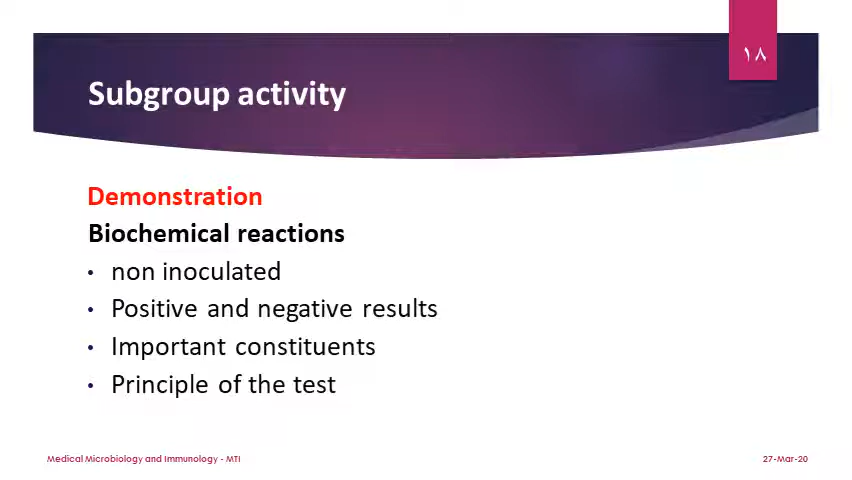 ١٨
Subgroup activity
Demonstration
Biochemical reactions
• non inoculated
• Positive and negative results
• Important constituents
• Principle of the test
Medical Microbiology and Immunology - MTI
27-Mar-20